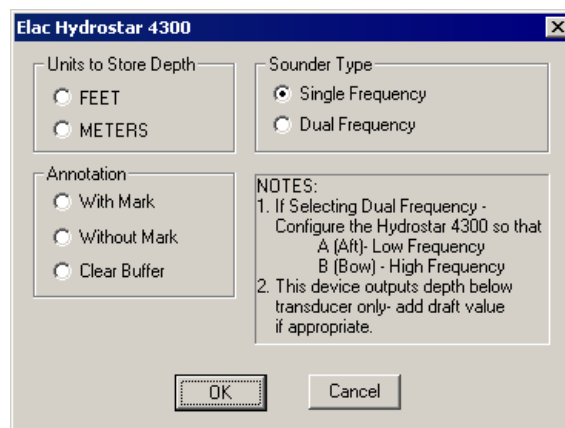 Elac Hydrostar 4300
Units to Store Depth
FEET
METERS
Sounder Type
Single Frequency
Dual Frequency
Annotation
With Mark
Without Mark
Clear Buffer
NOTES:
1. If Selecting Dual Frequency -
Configure the Hydrostar 4300 so that
A (Aft)- Low Frequency
B (Bow) - High Frequency
2. This device outputs depth below
transducer only- add draft value
if appropriate.
OK
Cancel